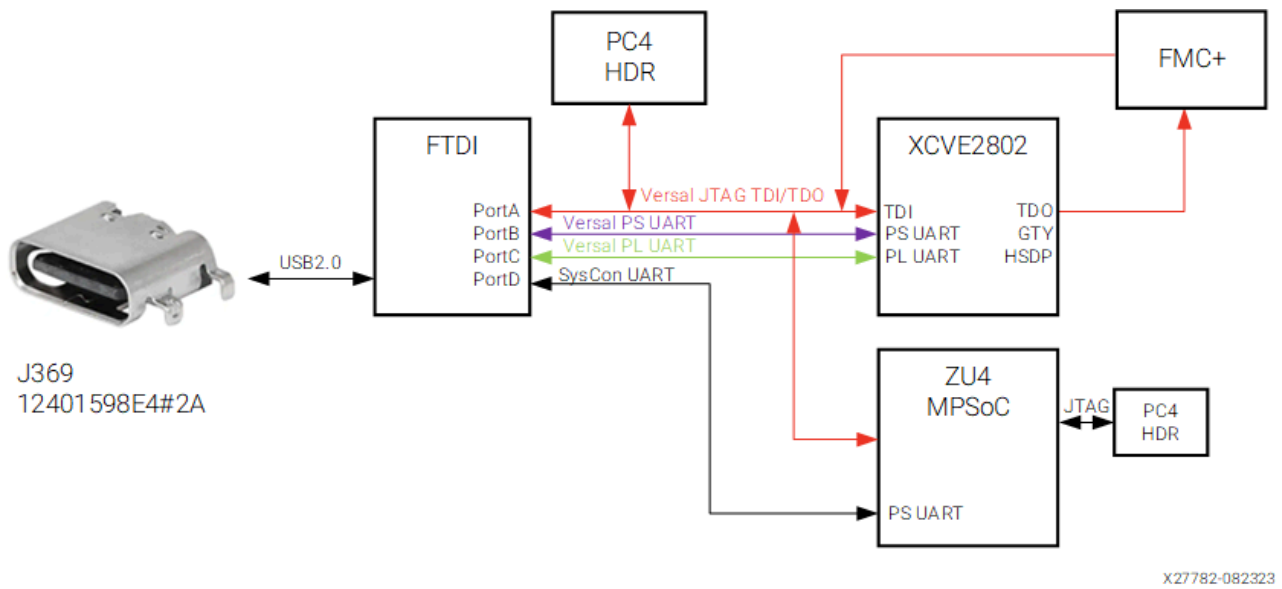 PC4
HDR
FMC+
FTDI
XCVE2802
Versal JTAG TDI/TDO
PortA
TDI
TDO
Versal PS UART
PortB
PS UART
GTY
Versal PL UART
PortC
PL UART
HSDP
USB2.0
PortD
SysCon UART
J369
12401598E4#2A
ZU4
MPSoC
JTAG
PC4
HDR
PS UART
X27782-082323